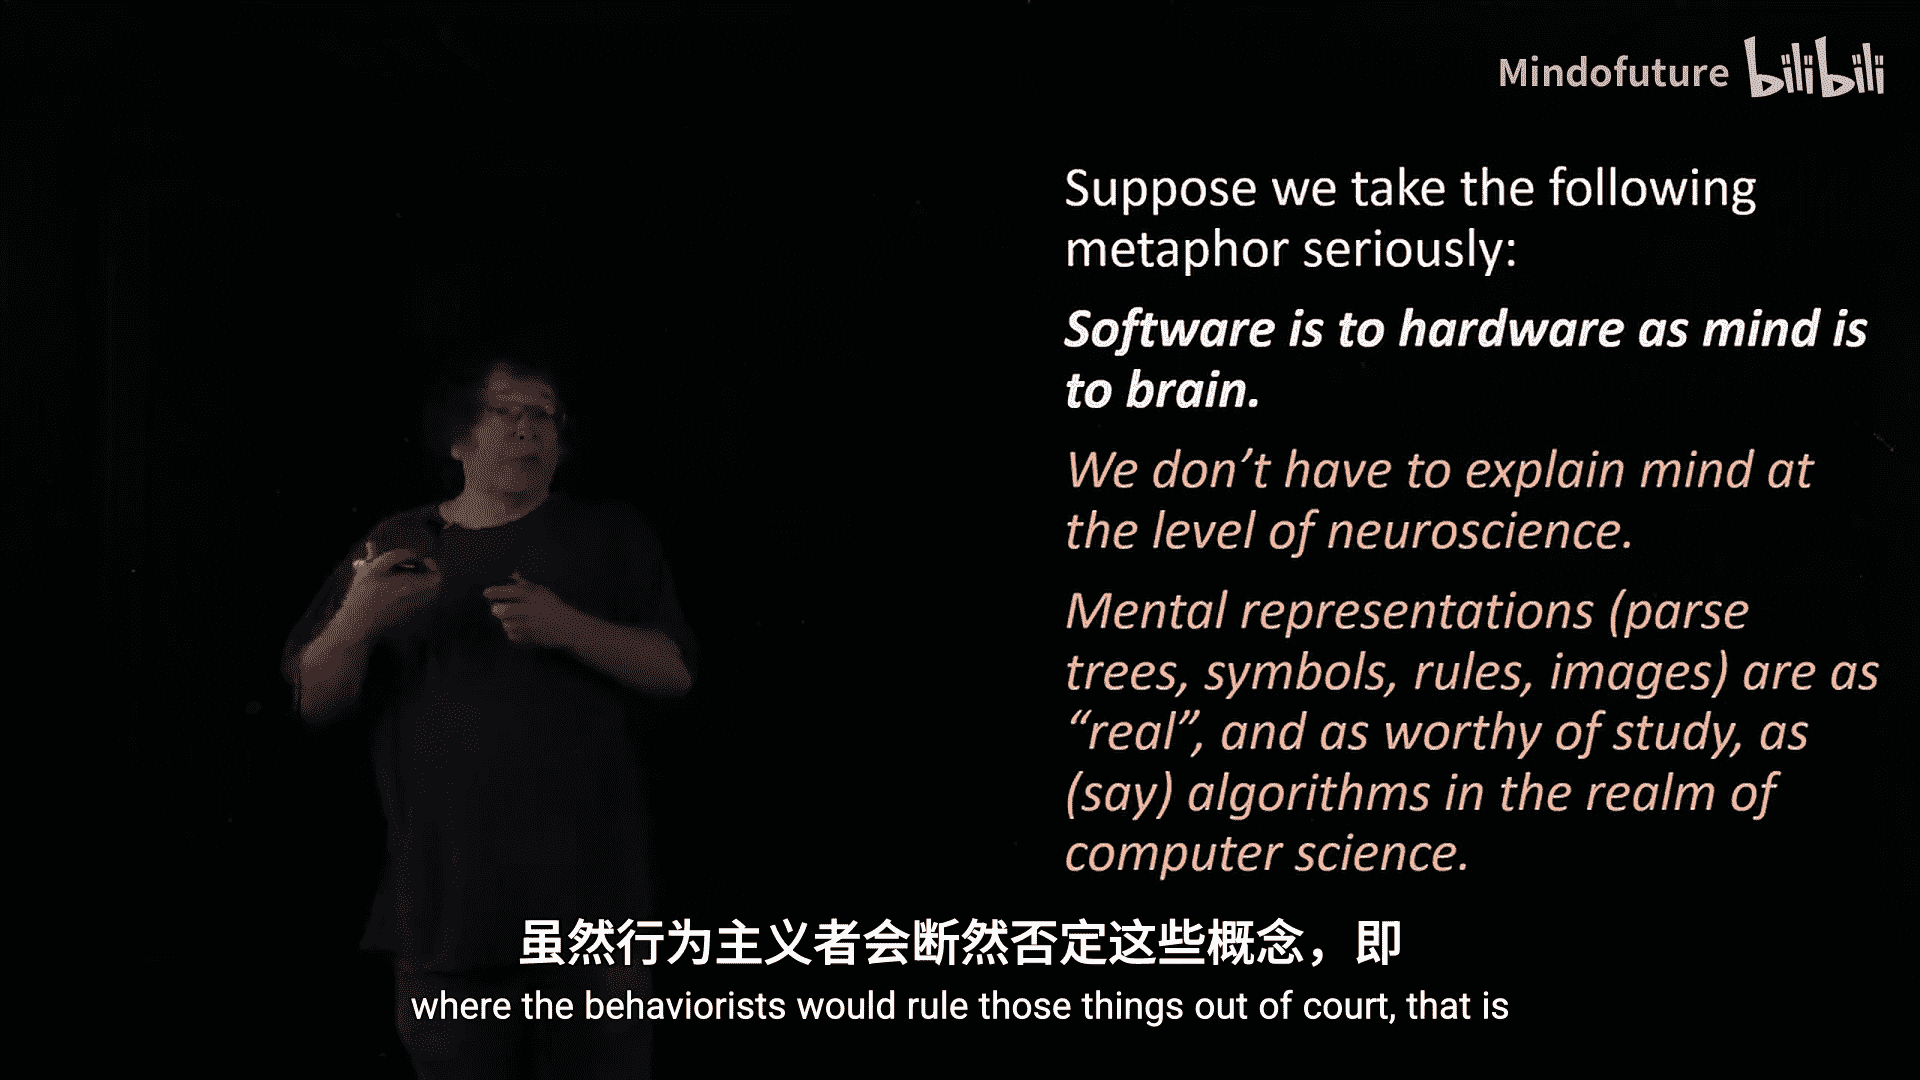 Mindofuture bilibili
Suppose we take the following
metaphor seriously:
Software is to hardware as mind is
to brain.
We don’t have to explain mind at
the level of neuroscience.
Mental representations (parse
trees, symbols, rules, images) are as
“real”, and as worthy of study, as
(say) algorithms in the realm of
computer science.
虽然行为主义者会断然否定这些概念，即
where the behaviorists would rule those things out of court, that is